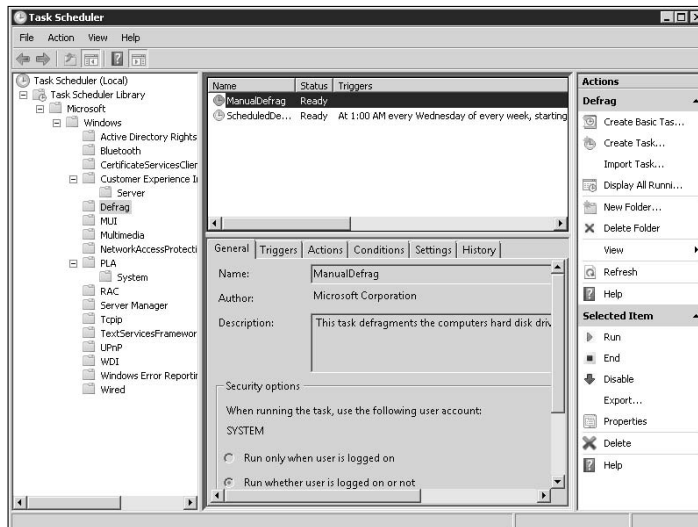 Task Scheduler
File Action View Help
Task Scheduler (Local)
Task Scheduler Library
Microsoft
Windows
Active Directory Rights
Bluetooth
CertificateServicesClier
Customer Experience I
Server
Defrag
MUI
Multimedia
NetworkAccessProtecti
PLA
System
RAC
Server Manager
Tcpip
TextServicesFramewor
UPnP
WDI
Windows Error Reportir
Wired
Name Status Triggers
ManualDefrag Ready
ScheduledDe... Ready At 1:00 AM every Wednesday of every week, starting
General Triggers Actions Conditions Settings History
Name: ManualDefrag
Author: Microsoft Corporation
Description: This task defragments the computers hard disk driv
Security options
When running the task, use the following user account:
SYSTEM
Run only when user is logged on
Run whether user is logged on or not
Actions
Defrag
Create Basic Tas...
Create Task...
Import Task...
Display All Runni...
New Folder...
Delete Folder
View
Refresh
Help
Selected Item
Run
End
Disable
Export...
Properties
Delete
Help